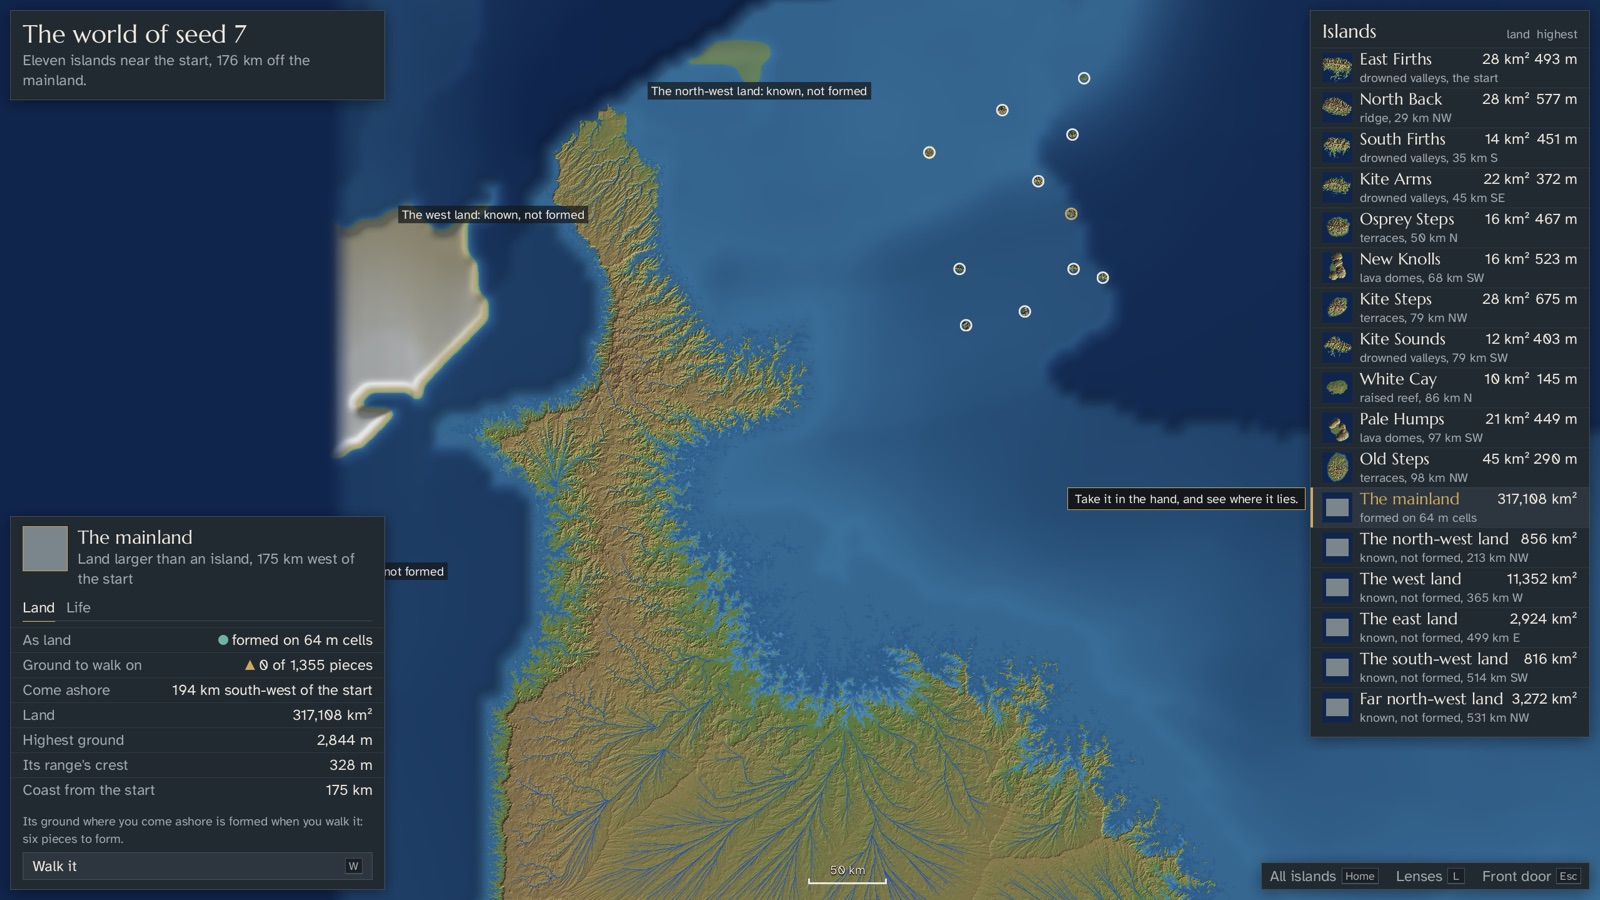 The world of seed 7
Eleven islands near the start, 176 km off the
mainland.
The north-west land: known, not formed
The west land: known, not formed
not formed
50 km
Take it in the hand, and see where it lies.
Islands land highest
East Firths 28 km² 493 m
drowned valleys, the start
North Back 28 km² 577 m
ridge, 29 km NW
South Firths 14 km² 451 m
drowned valleys, 35 km S
Kite Arms 22 km² 372 m
drowned valleys, 45 km SE
Osprey Steps 16 km² 467 m
terraces, 50 km N
New Knolls 16 km² 523 m
lava domes, 68 km SW
Kite Steps 28 km² 675 m
terraces, 79 km NW
Kite Sounds 12 km² 403 m
drowned valleys, 79 km SW
White Cay 10 km² 145 m
raised reef, 86 km N
Pale Humps 21 km² 449 m
lava domes, 97 km SW
Old Steps 45 km² 290 m
terraces, 98 km NW
The mainland 317,108 km²
formed on 64 m cells
The north-west land 856 km²
known, not formed, 213 km NW
The west land 11,352 km²
known, not formed, 365 km W
The east land 2,924 km²
known, not formed, 499 km E
The south-west land 816 km²
known, not formed, 514 km SW
Far north-west land 3,272 km²
known, not formed, 531 km NW
The mainland
Land larger than an island, 175 km west of
the start
Land Life
As land formed on 64 m cells
Ground to walk on 0 of 1,355 pieces
Come ashore 194 km south-west of the start
Land 317,108 km²
Highest ground 2,844 m
Its range's crest 328 m
Coast from the start 175 km
Its ground where you come ashore is formed when you walk it:
six pieces to form.
Walk it W
All islands Home Lenses L Front door Esc